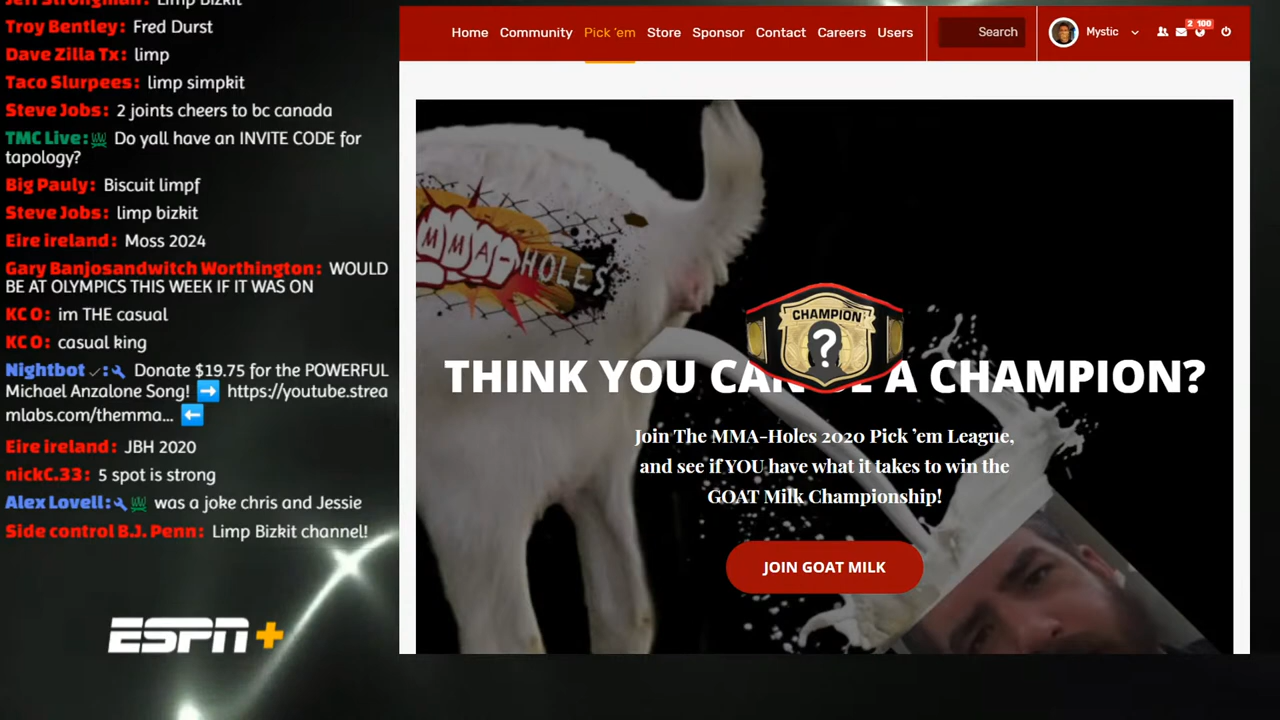 Jeff Strongman: Limp Bizkit
Troy Bentley: Fred Durst
Dave Zilla Tx: limp
Taco Slurpees: limp simpkit
Steve Jobs: 2 joints cheers to bc canada
TMC Live: Do yall have an INVITE CODE for
tapology?
Big Pauly: Biscuit limpf
Steve Jobs: limp bizkit
Eire ireland: Moss 2024
Gary Banjosandwitch Worthington: WOULD
BE AT OLYMPICS THIS WEEK IF IT WAS ON
KC O: im THE casual
KC O: casual king
Nightbot: Donate $19.75 for the POWERFUL
Michael Anzalone Song! ➡ https://youtube.strea
mlabs.com/themma... ⬅
Eire ireland: JBH 2020
nickC.33: 5 spot is strong
Alex Lovell: was a joke chris and Jessie
Side control B.J. Penn: Limp Bizkit channel!
ESPN+
Home Community Pick 'em Store Sponsor Contact Careers Users Search Mystic 2 100
MMA-HOLES
CHAMPION
?
THINK YOU CAN BE A CHAMPION?
Join The MMA-Holes 2020 Pick 'em League,
and see if YOU have what it takes to win the
GOAT Milk Championship!
JOIN GOAT MILK